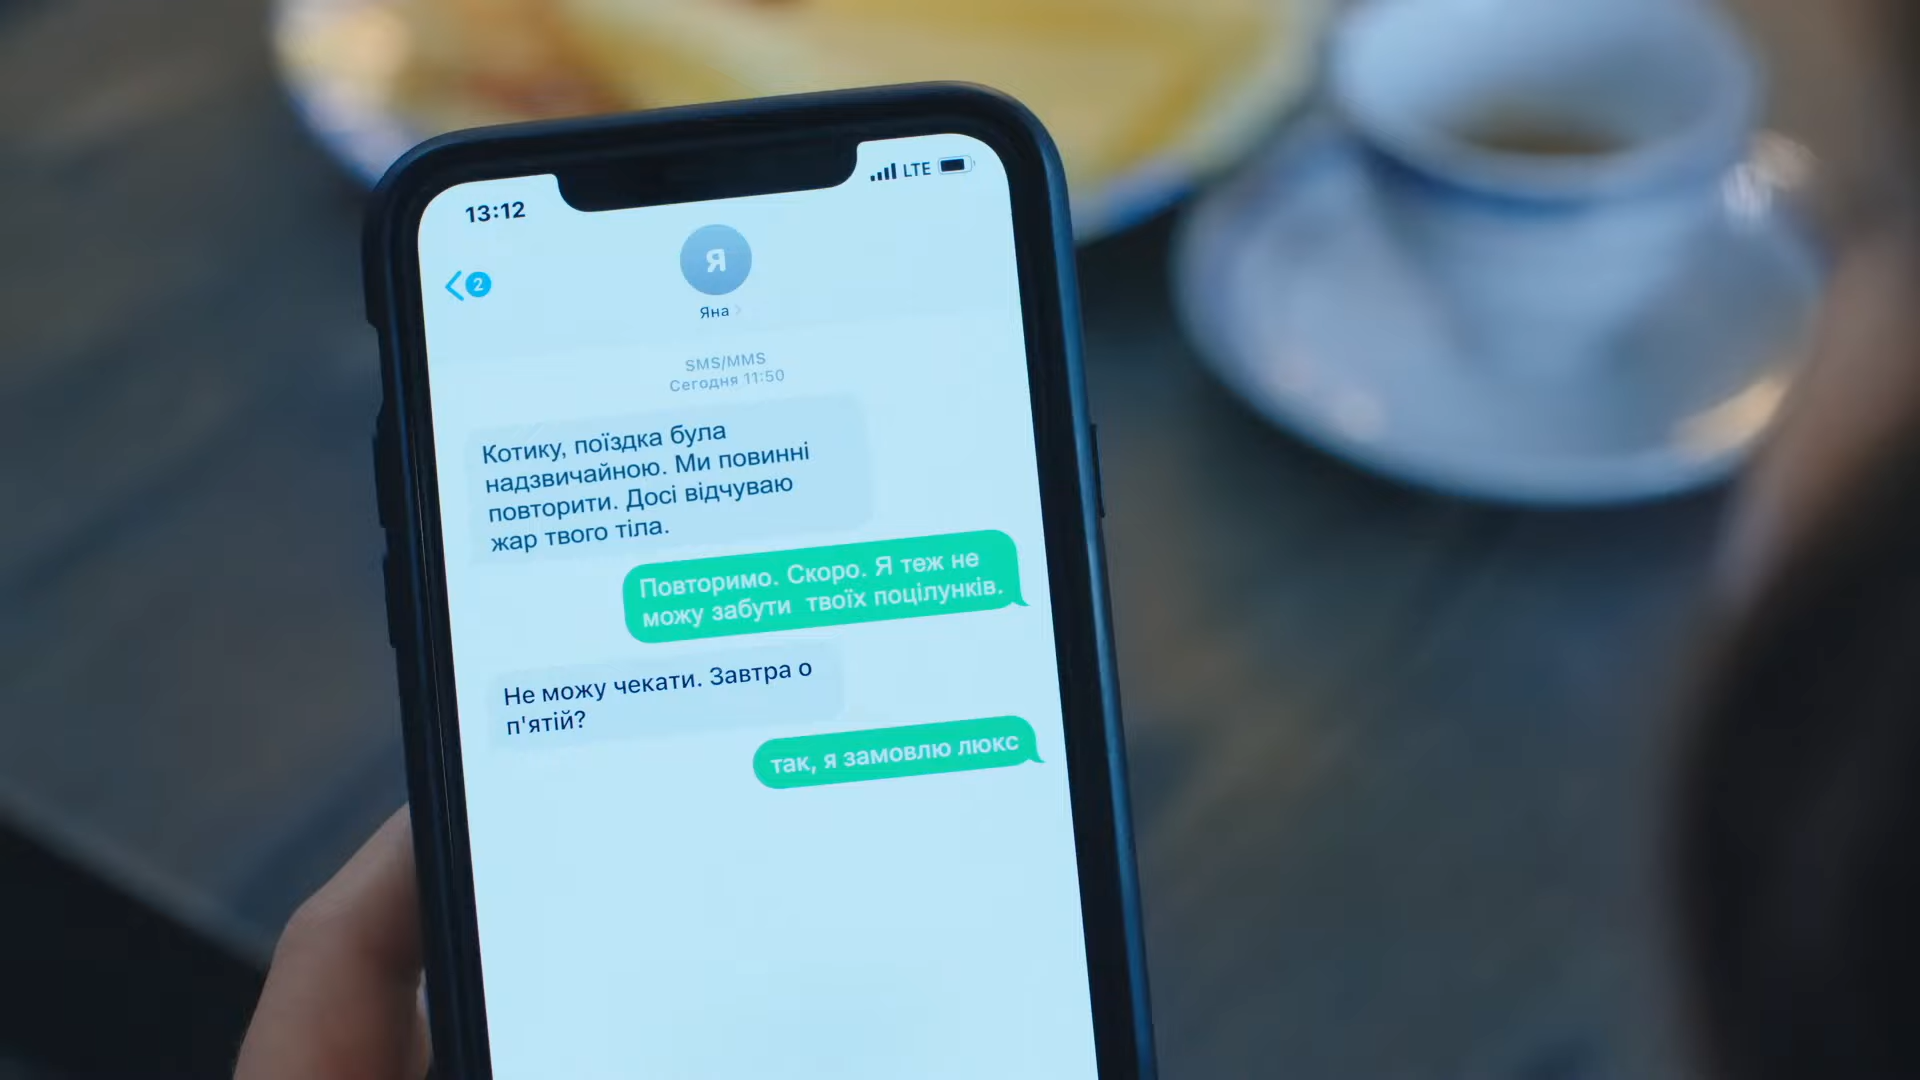 13:12
LTE
2
Я
Яна
SMS/MMS
Сегодня 11:50
Котику, поїздка була
надзвичайною. Ми повинні
повторити. Досі відчуваю
жар твого тіла.
Повторимо. Скоро. Я теж не
можу забути твоїх поцілунків.
Не можу чекати. Завтра о
п'ятій?
так, я замовлю люкс